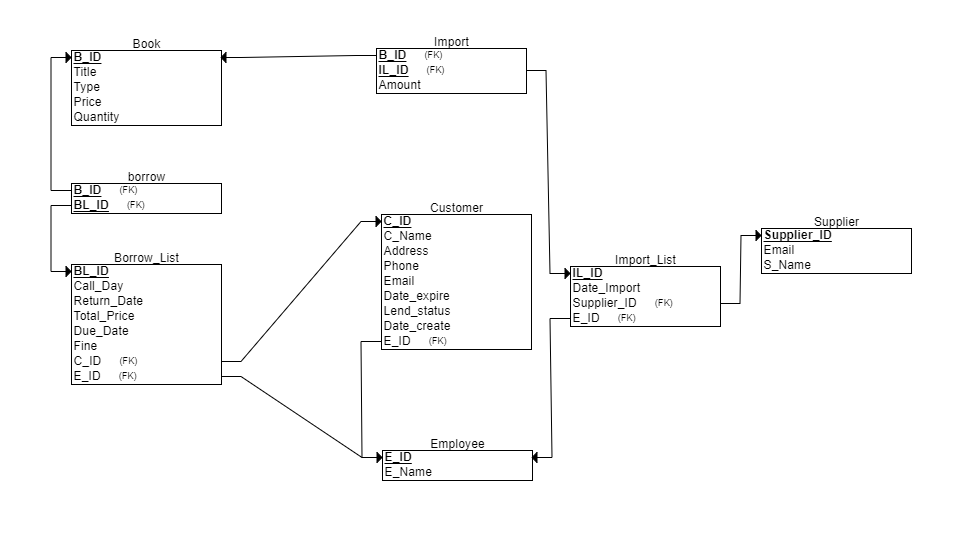 Book
B_ID
Title
Type
Price
Quantity
Import
B_ID (FK)
IL_ID (FK)
Amount
borrow
B_ID (FK)
BL_ID (FK)
Borrow_List
BL_ID
Call_Day
Return_Date
Total_Price
Due_Date
Fine
C_ID (FK)
E_ID (FK)
Customer
C_ID
C_Name
Address
Phone
Email
Date_expire
Lend_status
Date_create
E_ID (FK)
Import_List
IL_ID
Date_Import
Supplier_ID (FK)
E_ID (FK)
Supplier
Supplier_ID
Email
S_Name
Employee
E_ID
E_Name